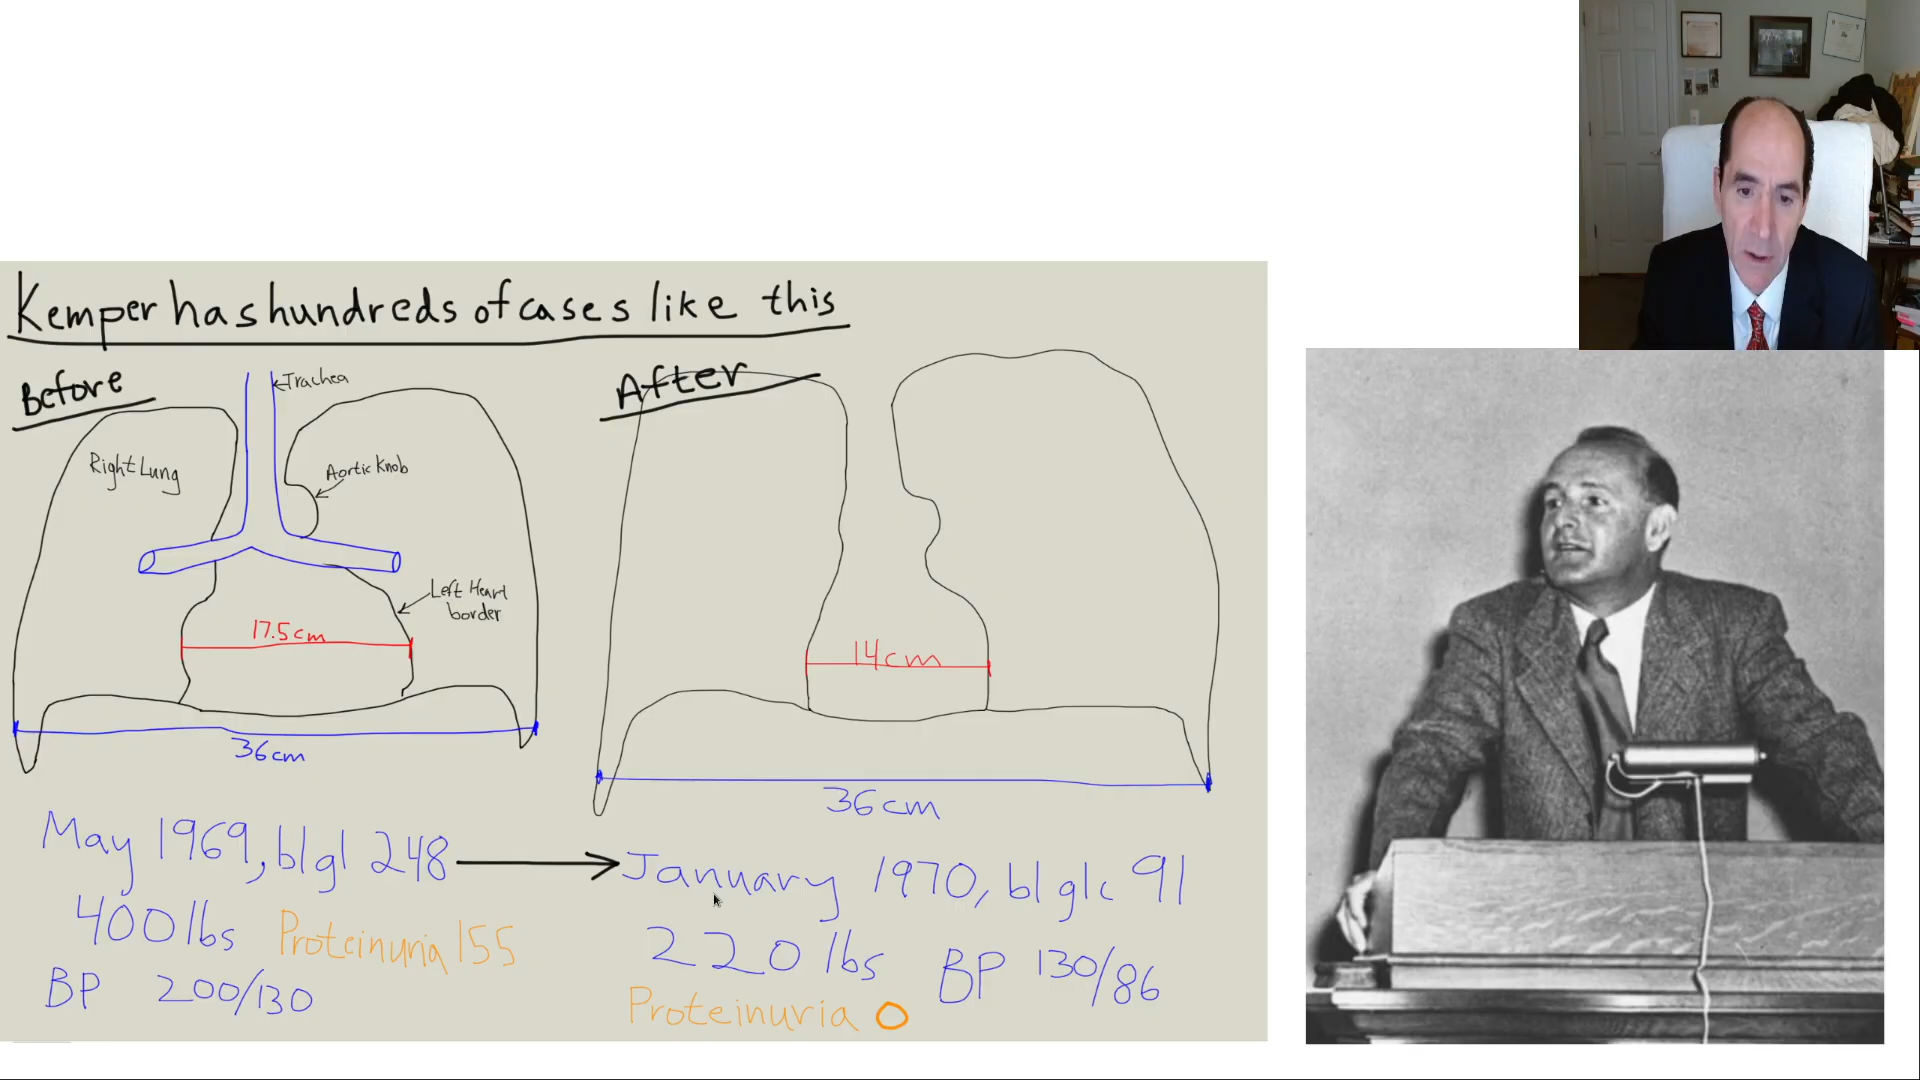 Kemper has hundreds of cases like this
Before
Trachea
Right Lung
Aortic Knob
Left Heart
border
17.5cm
36cm
May 1969, bl gl 248
400 lbs Proteinuria 155
BP 200/130
After
14cm
36cm
January 1970, bl glc 91
220 lbs BP 130/86
Proteinuria 0